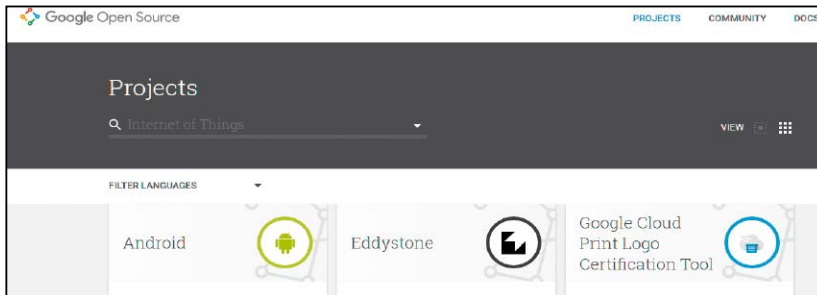 Google Open Source
PROJECTS COMMUNITY DOCS
Projects
Internet of Things
VIEW
FILTER LANGUAGES
Android
Eddystone
Google Cloud
Print Logo
Certification Tool